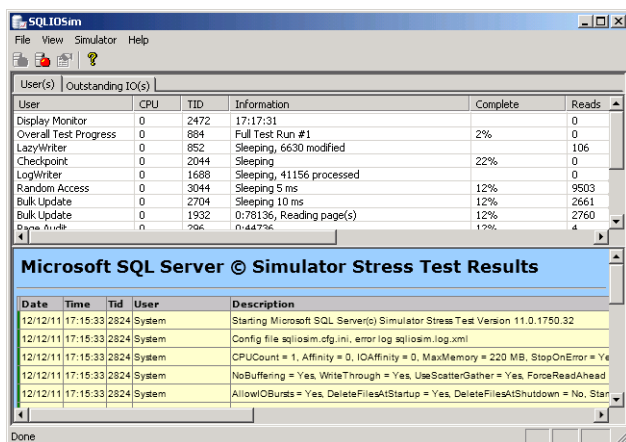 SQLIOSim
File View Simulator Help
User(s) Outstanding IO(s)
User CPU TID Information Complete Reads
Display Monitor 0 2472 17:17:31 0
Overall Test Progress 0 884 Full Test Run #1 2% 0
LazyWriter 0 852 Sleeping, 6630 modified 106
Checkpoint 0 2044 Sleeping 22% 0
LogWriter 0 1688 Sleeping, 41156 processed 0
Random Access 0 3044 Sleeping 5 ms 12% 9503
Bulk Update 0 2704 Sleeping 10 ms 12% 2661
Bulk Update 0 1932 0:78136, Reading page(s) 12% 2760
Page Audit 0 296 0:44736 12% 4
Microsoft SQL Server © Simulator Stress Test Results
Date Time Tid User Description
12/12/11 17:15:33 2824 System Starting Microsoft SQL Server(c) Simulator Stress Test Version 11.0.1750.32
12/12/11 17:15:33 2824 System Config file sqliosim.cfg.ini, error log sqliosim.log.xml
12/12/11 17:15:33 2824 System CPUCount = 1, Affinity = 0, IOAffinity = 0, MaxMemory = 220 MB, StopOnError = Ye
12/12/11 17:15:33 2824 System NoBuffering = Yes, WriteThrough = Yes, UseScatterGather = Yes, ForceReadAhead
12/12/11 17:15:33 2824 System AllowIOBursts = Yes, DeleteFilesAtStartup = Yes, DeleteFilesAtShutdown = No, Stan
Done